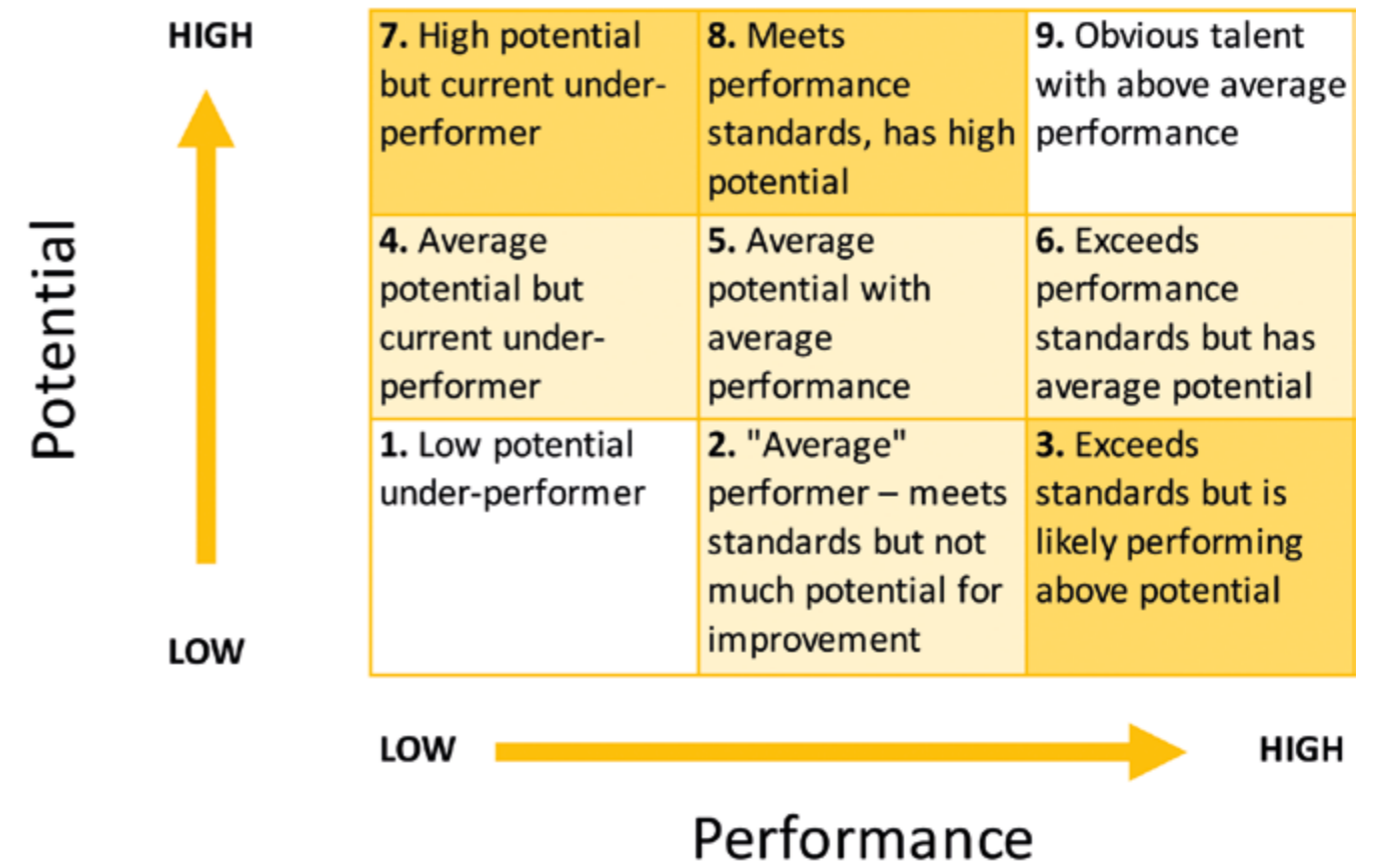 HIGH
7. High potential
but current under-
performer
8. Meets
performance
standards, has high
potential
9. Obvious talent
with above average
performance
Potential
4. Average
potential but
current under-
performer
5. Average
potential with
average
performance
6. Exceeds
performance
standards but has
average potential
1. Low potential
under-performer
2. "Average"
performer – meets
standards but not
much potential for
improvement
3. Exceeds
standards but is
likely performing
above potential
LOW
LOW
HIGH
Performance